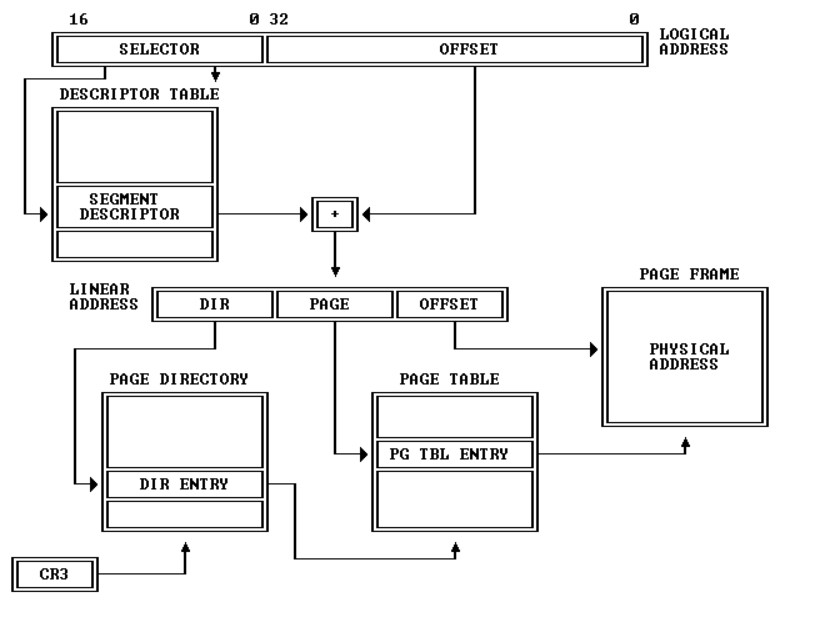 16 0 32 0
SELECTOR OFFSET LOGICAL
ADDRESS
DESCRIPTOR TABLE
SEGMENT
DESCRIPTOR
+
LINEAR
ADDRESS
DIR PAGE OFFSET
PAGE FRAME
PHYSICAL
ADDRESS
PAGE DIRECTORY
PAGE TABLE
PG TBL ENTRY
DIR ENTRY
CR3